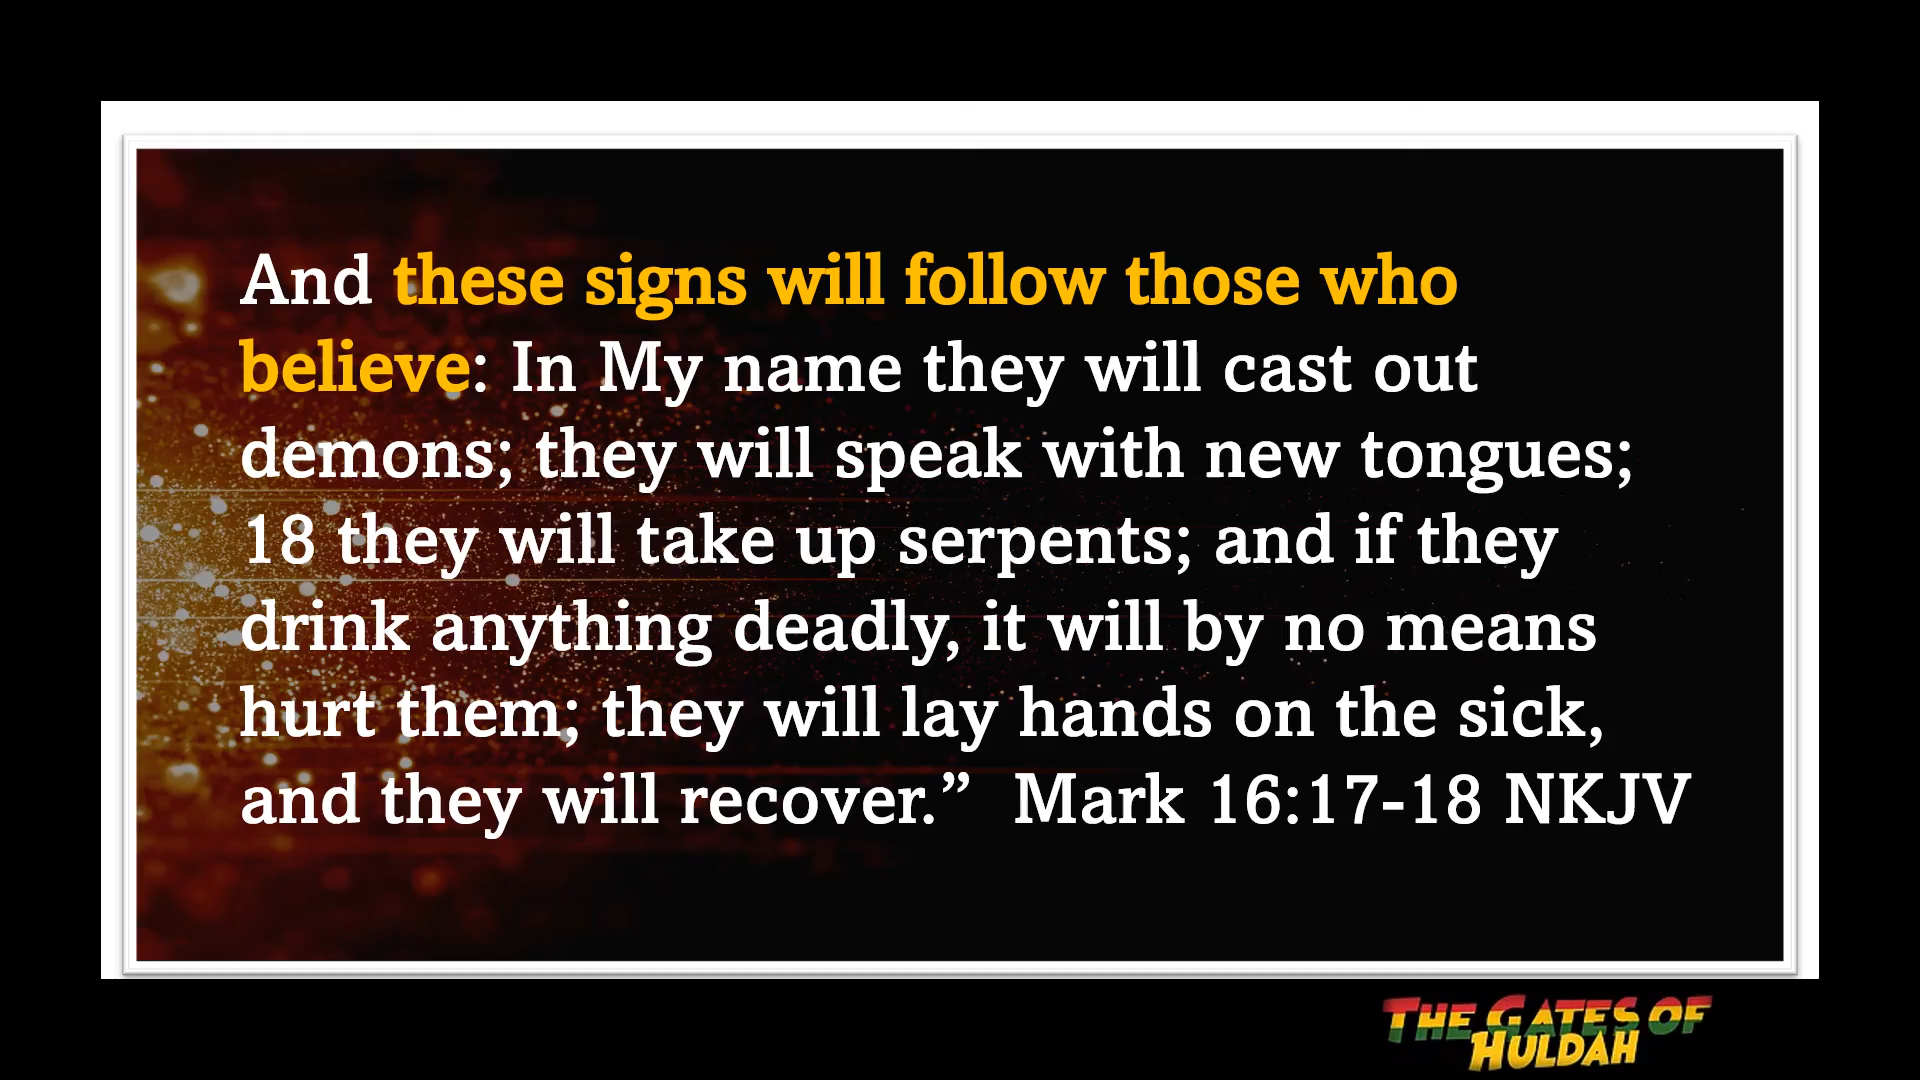 And these signs will follow those who
believe: In My name they will cast out
demons; they will speak with new tongues;
18 they will take up serpents; and if they
drink anything deadly, it will by no means
hurt them; they will lay hands on the sick,
and they will recover.”  Mark 16:17-18 NKJV
THE GATES OF
HULDAH